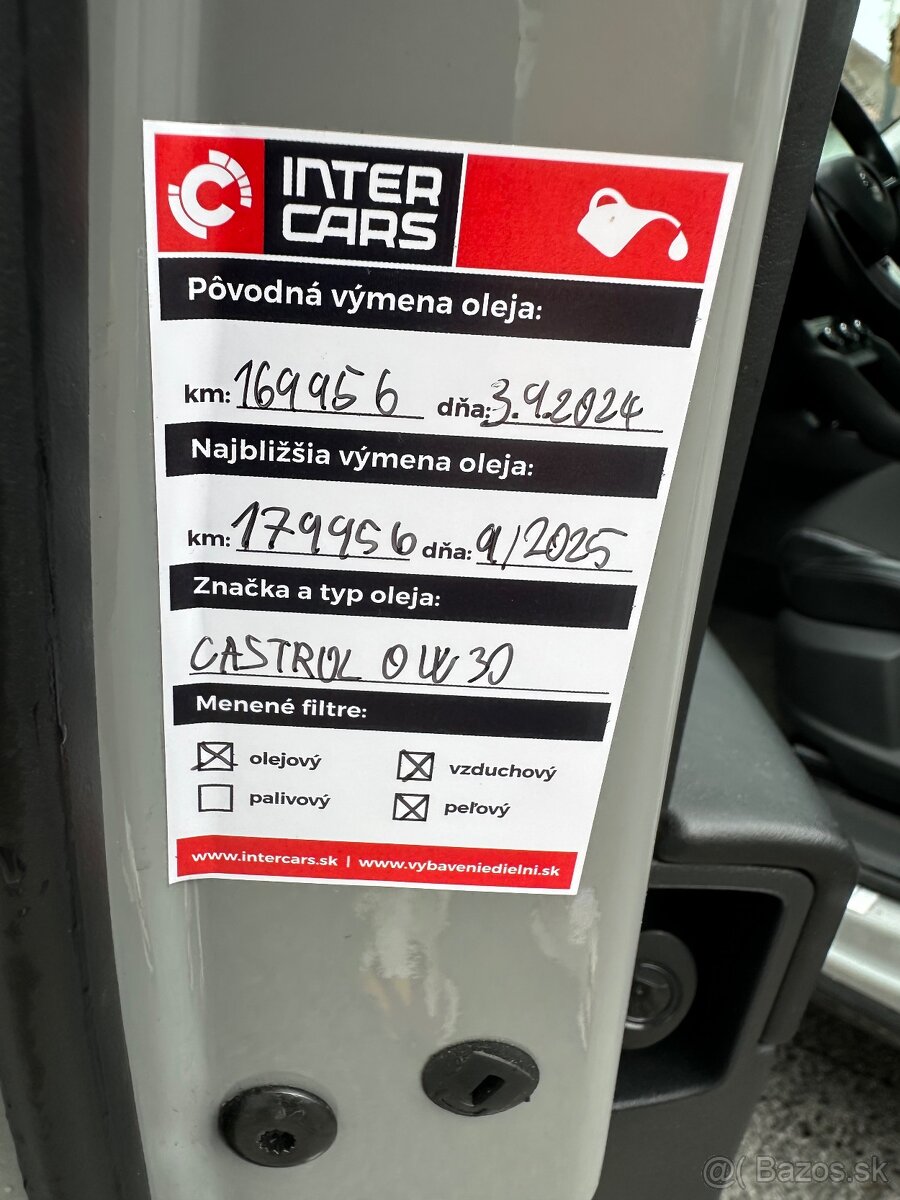 INTER
CARS
Pôvodná výmena oleja:
km: 169956 dňa: 3.9.2024
Najbližšia výmena oleja:
km: 179956 dňa: 9/2025
Značka a typ oleja:
CASTROL 0W30
Menené filtre:
olejový vzduchový
palivový peľový
www.intercars.sk | www.vybaveniedielni.sk
@( Bazos.sk